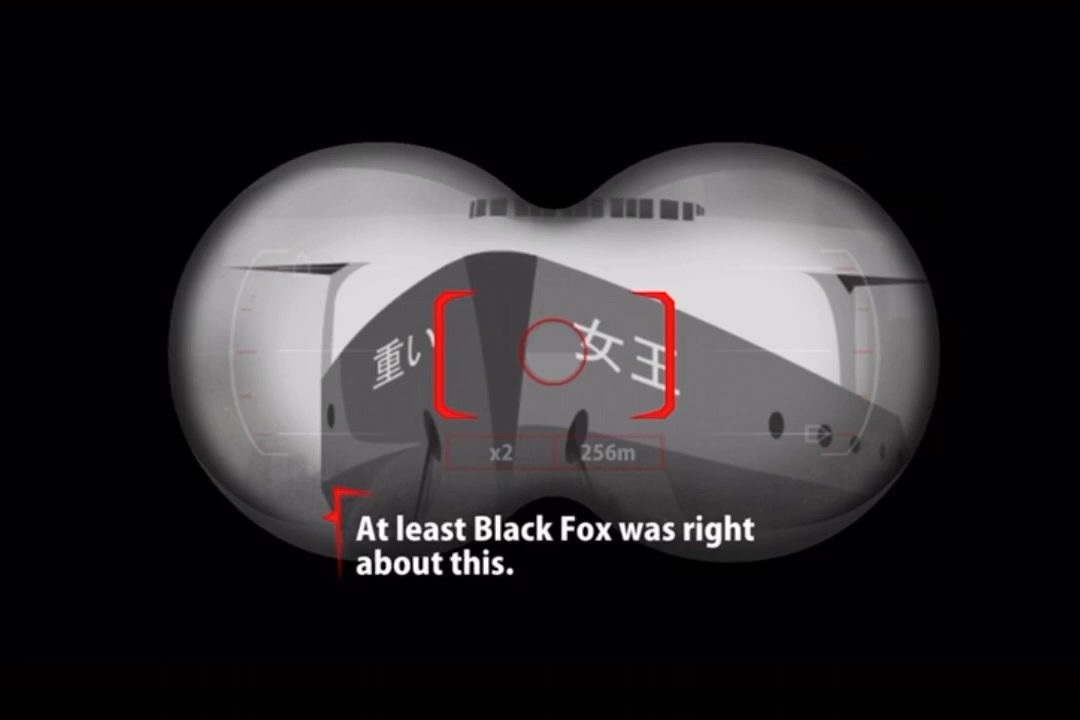 重い
女王
x2
256m
At least Black Fox was right
about this.